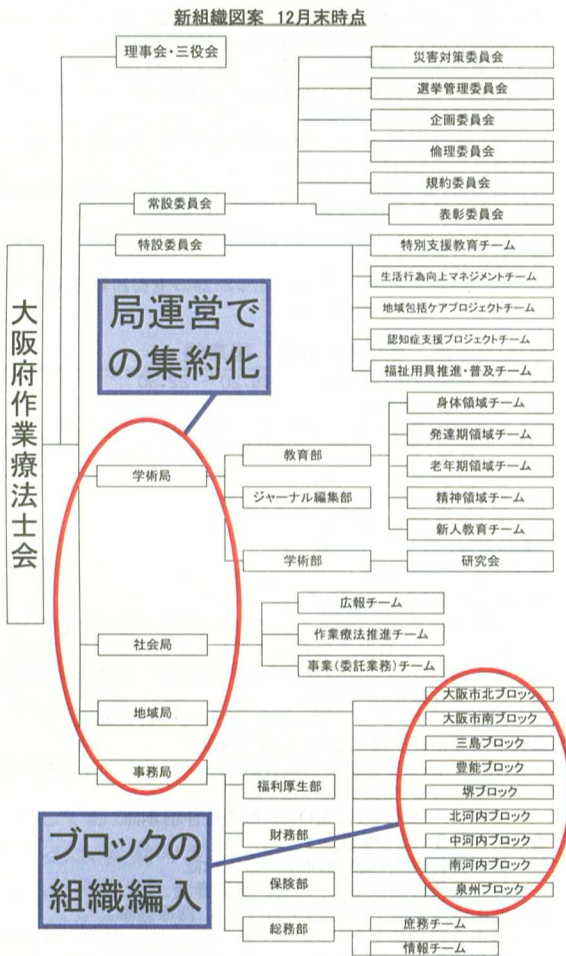 新組織図案 12月末時点
大阪府作業療法士会
理事会・三役会
常設委員会
災害対策委員会
選挙管理委員会
企画委員会
倫理委員会
規約委員会
表彰委員会
特設委員会
特別支援教育チーム
生活行為向上マネジメントチーム
地域包括ケアプロジェクトチーム
認知症支援プロジェクトチーム
福祉用具推進・普及チーム
局運営で
の集約化
学術局
教育部
身体領域チーム
発達期領域チーム
老年期領域チーム
精神領域チーム
新人教育チーム
ジャーナル編集部
学術部
研究会
社会局
広報チーム
作業療法推進チーム
事業(委託業務)チーム
地域局
大阪市北ブロック
大阪市南ブロック
三島ブロック
豊能ブロック
堺ブロック
北河内ブロック
中河内ブロック
南河内ブロック
泉州ブロック
事務局
福利厚生部
財務部
保険部
総務部
庶務チーム
情報チーム
ブロックの
組織編入